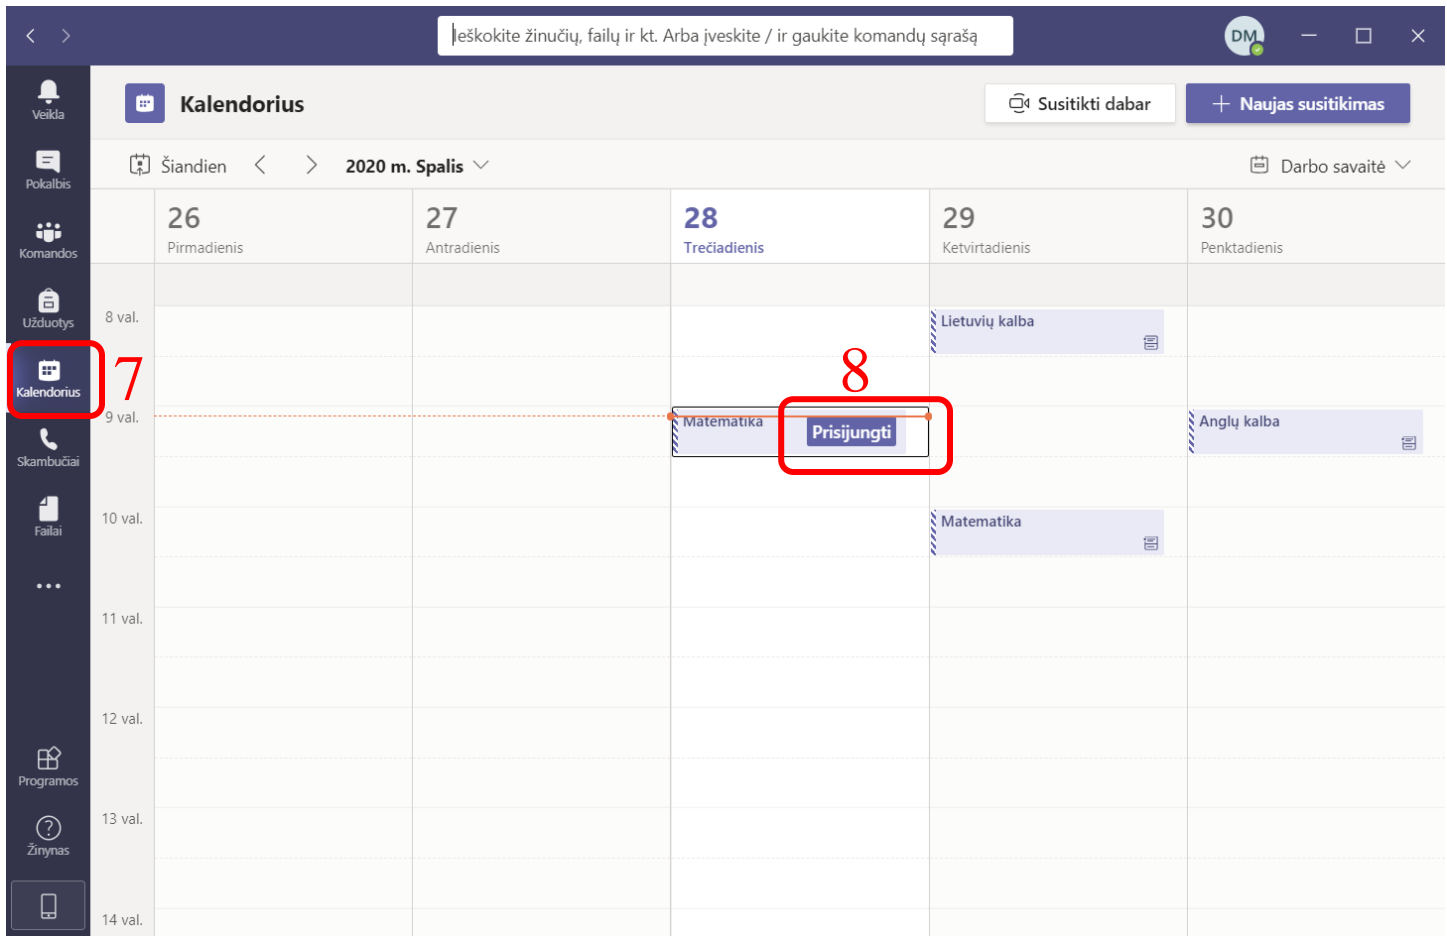 Ieškokite žinučių, failų ir kt. Arba įveskite / ir gaukite komandų sąrašą
DM
Veikla
Kalendorius
Susitikti dabar
+ Naujas susitikimas
Pokalbis
Šiandien
2020 m. Spalis
Darbo savaitė
Komandos
26
Pirmadienis
27
Antradienis
28
Trečiadienis
29
Ketvirtadienis
30
Penktadienis
Užduotys
8 val.
Lietuvių kalba
Kalendorius
7
8
9 val.
Matematika
Prisijungti
Anglų kalba
Skambučiai
Failai
10 val.
Matematika
11 val.
12 val.
Programos
13 val.
Žinynas
14 val.